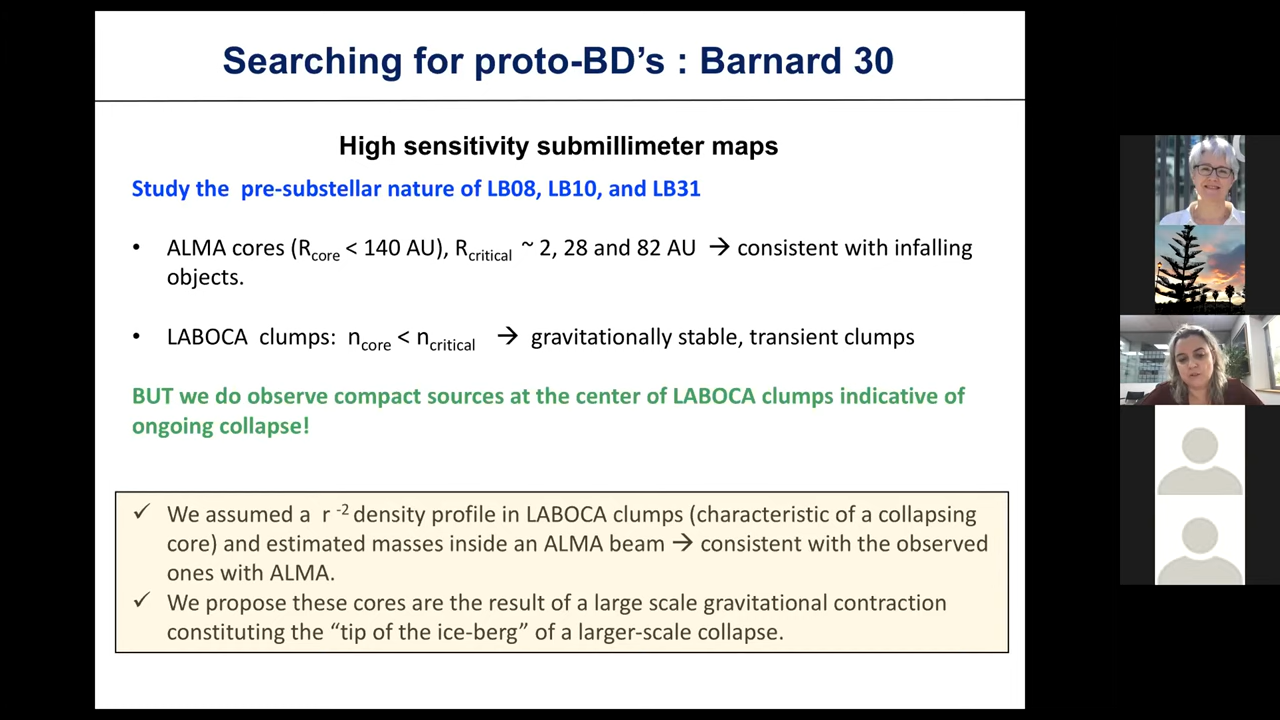 Searching for proto-BD's : Barnard 30
High sensitivity submillimeter maps
Study the pre-substellar nature of LB08, LB10, and LB31
• ALMA cores (Rcore < 140 AU), Rcritical ~ 2, 28 and 82 AU → consistent with infalling
objects.
• LABOCA clumps: ncore < ncritical → gravitationally stable, transient clumps
BUT we do observe compact sources at the center of LABOCA clumps indicative of
ongoing collapse!
✓ We assumed a r -2 density profile in LABOCA clumps (characteristic of a collapsing
core) and estimated masses inside an ALMA beam → consistent with the observed
ones with ALMA.
✓ We propose these cores are the result of a large scale gravitational contraction
constituting the “tip of the ice-berg” of a larger-scale collapse.